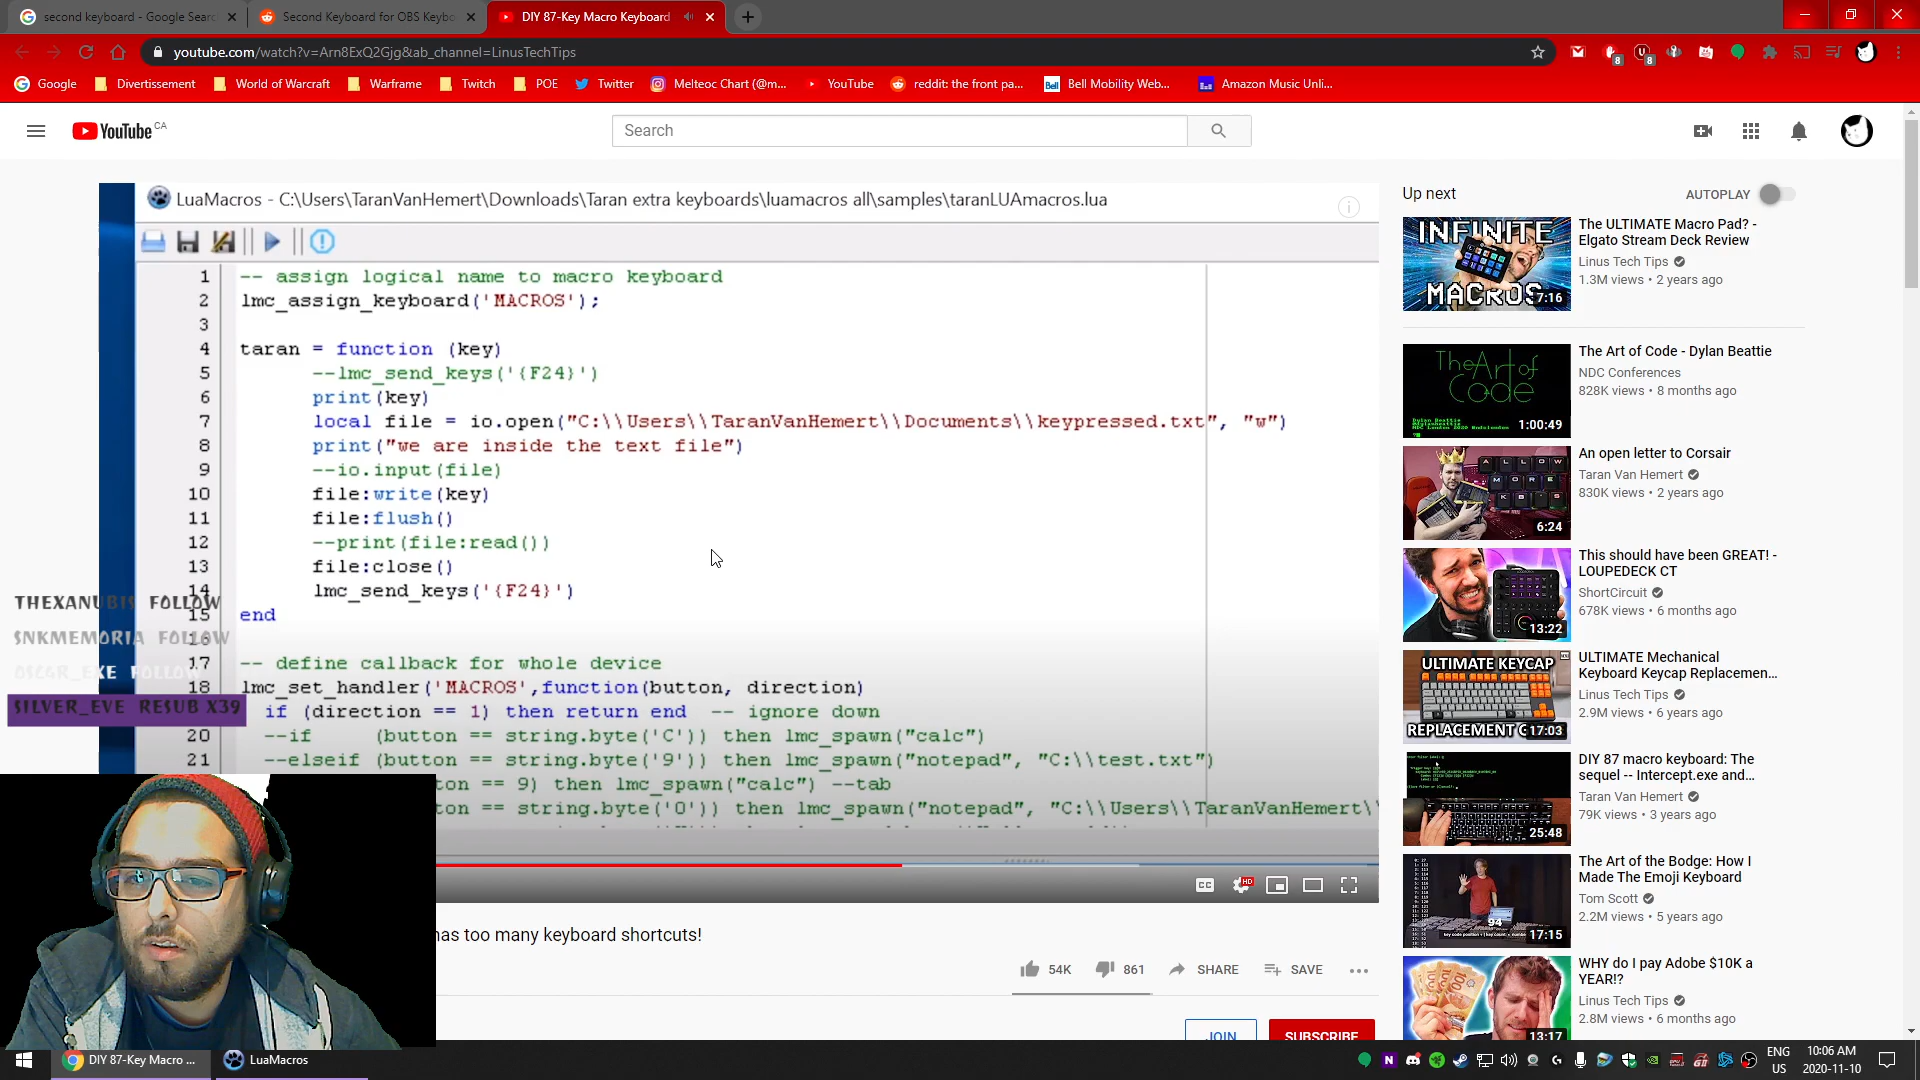 second keyboard - Google Sear
Second Keyboard for OBS Keybo
DIY 87-Key Macro Keyboard
youtube.com/watch?v=Arn8ExQ2Gjg&ab_channel=LinusTechTips
8
8
Google
Divertissement
World of Warcraft
Warframe
Twitch
POE
Twitter
Melteoc Chart (@m...
YouTube
reddit: the front pa...
Bell
Bell Mobility Web...
Amazon Music Unli...
YouTube CA
Search
LuaMacros - C:\Users\TaranVanHemert\Downloads\Taran extra keyboards\luamacros all\samples\taranLUAmacros.lua
1 -- assign logical name to macro keyboard
2 lmc_assign_keyboard('MACROS');
3
4 taran = function (key)
5 --lmc_send_keys('{F24}')
6 print(key)
7 local file = io.open("C:\\Users\\TaranVanHemert\\Documents\\keypressed.txt", "w")
8 print("we are inside the text file")
9 --io.input(file)
10 file:write(key)
11 file:flush()
12 --print(file:read())
13 file:close()
14 lmc_send_keys('{F24}')
15 end
16
17 -- define callback for whole device
18 lmc_set_handler('MACROS',function(button, direction)
if (direction == 1) then return end -- ignore down
20 --if (button == string.byte('C')) then lmc_spawn("calc")
21 --elseif (button == string.byte('9')) then lmc_spawn("notepad", "C:\\test.txt")
ton == 9) then lmc_spawn("calc") --tab
ton == string.byte('0')) then lmc_spawn("notepad", "C:\\Users\\TaranVanHemert\\
THEXANUBIS FOLLOW
SNKMEMORIA FOLLOW
OSCAR_EXE FOLLOW
SILVER_EVE RESUB X39
CC
HD
has too many keyboard shortcuts!
54K
861
SHARE
SAVE
JOIN
SUBSCRIBE
Up next
AUTOPLAY
INFINITE
MACROS
7:16
The ULTIMATE Macro Pad? -
Elgato Stream Deck Review
Linus Tech Tips
1.3M views • 2 years ago
The Art of
Code
1:00:49
The Art of Code - Dylan Beattie
NDC Conferences
828K views • 8 months ago
ALLOW
MORE
KB'S
6:24
An open letter to Corsair
Taran Van Hemert
830K views • 2 years ago
13:22
This should have been GREAT! -
LOUPEDECK CT
ShortCircuit
678K views • 6 months ago
ULTIMATE KEYCAP
REPLACEMENT G
17:03
ULTIMATE Mechanical
Keyboard Keycap Replacemen...
Linus Tech Tips
2.9M views • 6 years ago
25:48
DIY 87 macro keyboard: The
sequel -- Intercept.exe and...
Taran Van Hemert
79K views • 3 years ago
94
17:15
The Art of the Bodge: How I
Made The Emoji Keyboard
Tom Scott
2.2M views • 5 years ago
13:17
WHY do I pay Adobe $10K a
YEAR!?
Linus Tech Tips
2.8M views • 6 months ago
DIY 87-Key Macro ...
LuaMacros
ENG
US
10:06 AM
2020-11-10